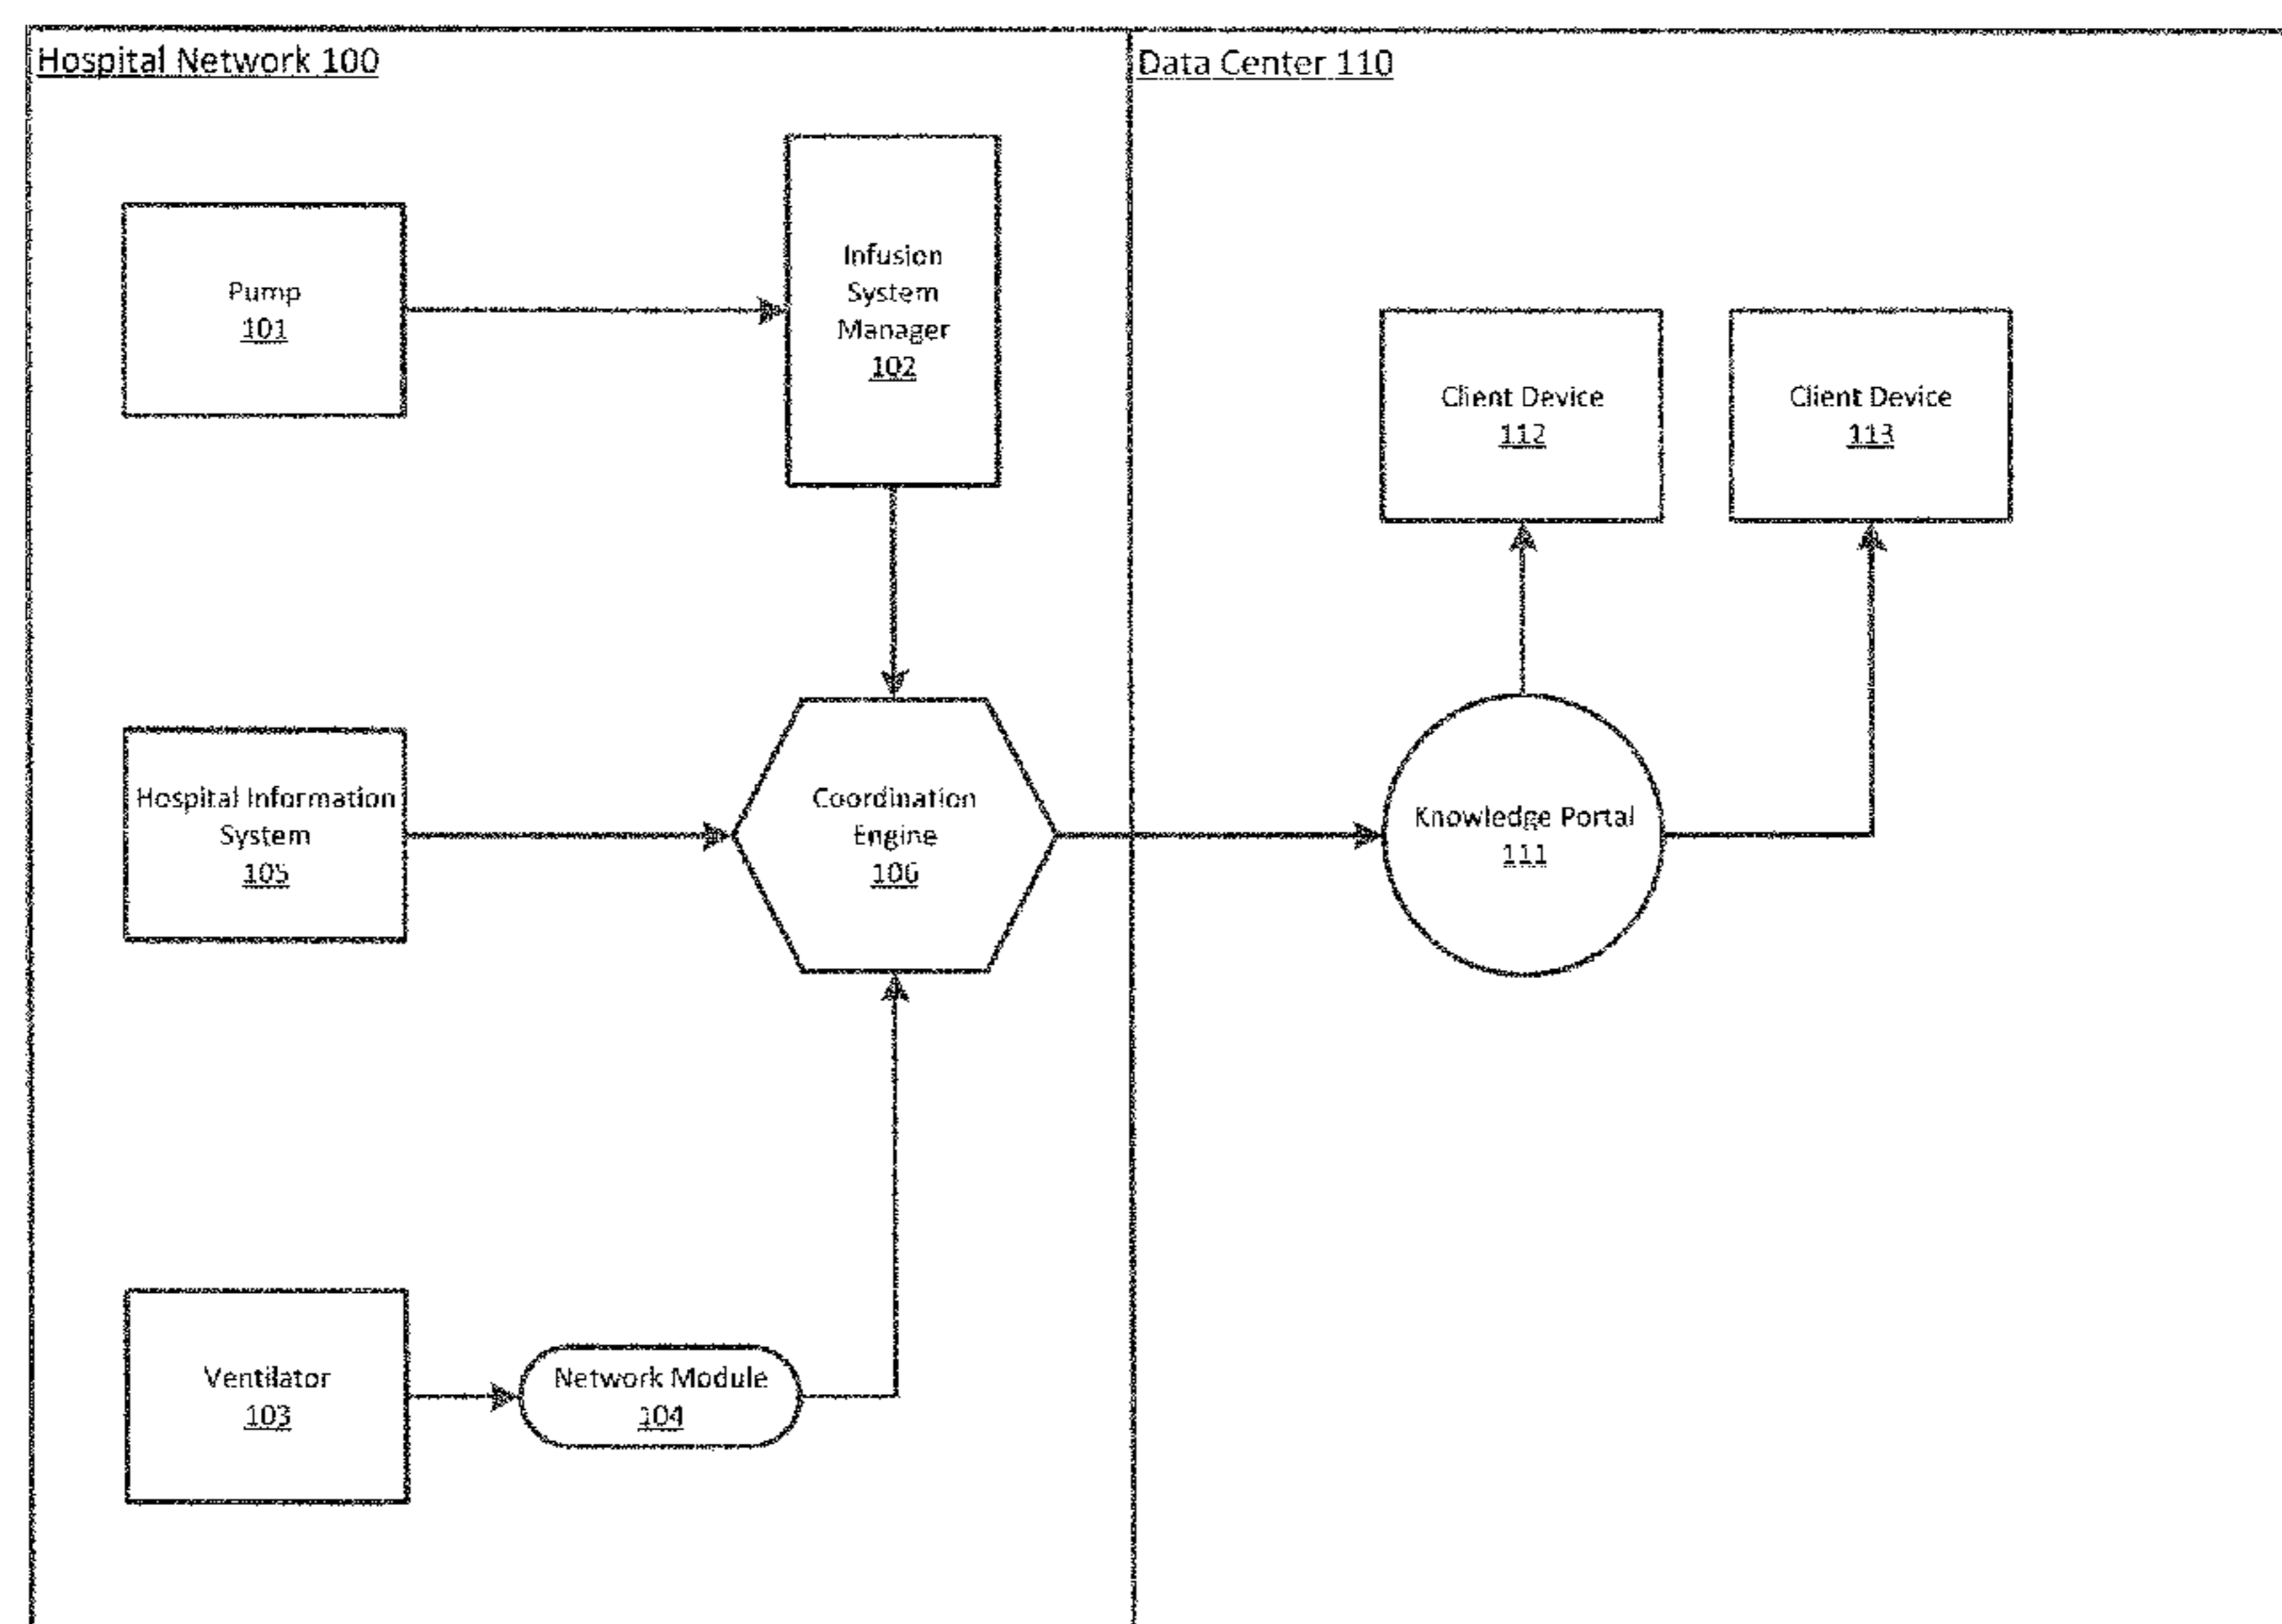 Hospital Network 100
Data Center 110
Pump
101
Infusion
System
Manager
102
Client Device
112
Client Device
113
Hospital Information
System
105
Coordination
Engine
106
Knowledge Portal
111
Ventilator
103
Network Module
104